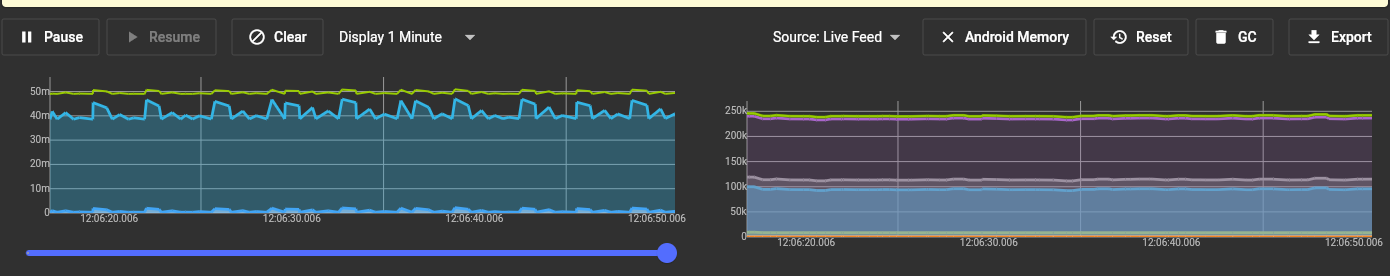 Pause
Resume
Clear
Display 1 Minute
Source: Live Feed
Android Memory
Reset
GC
Export
50m
40m
30m
20m
10m
0
12:06:20.006
12:06:30.006
12:06:40.006
12:06:50.006
250k
200k
150k
100k
50k
0
12:06:20.006
12:06:30.006
12:06:40.006
12:06:50.006